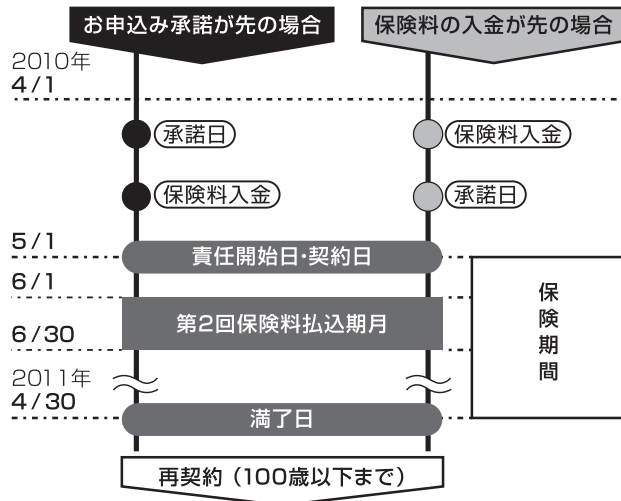 お申込み承諾が先の場合
保険料の入金が先の場合
2010年
4/1
承諾日
保険料入金
保険料入金
承諾日
5/1
責任開始日・契約日
6/1
第2回保険料払込期月
6/30
保険期間
2011年
4/30
満了日
再契約（100歳以下まで）